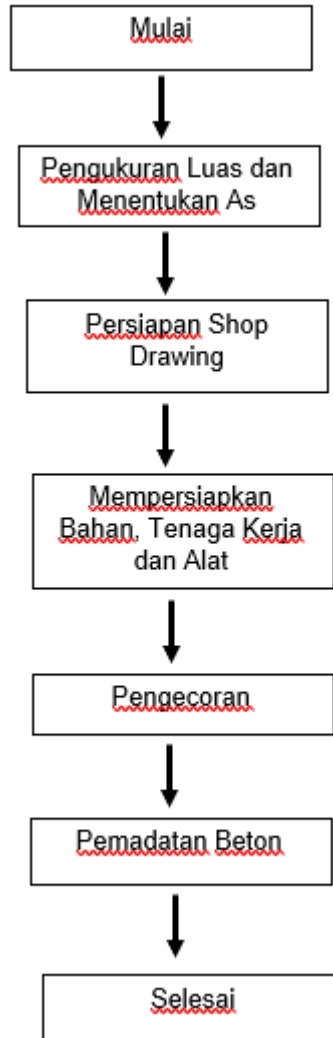 Mulai
Pengukuran Luas dan
Menentukan As
Persiapan Shop
Drawing
Mempersiapkan
Bahan, Tenaga Kerja
dan Alat
Pengecoran
Pemadatan Beton
Selesai